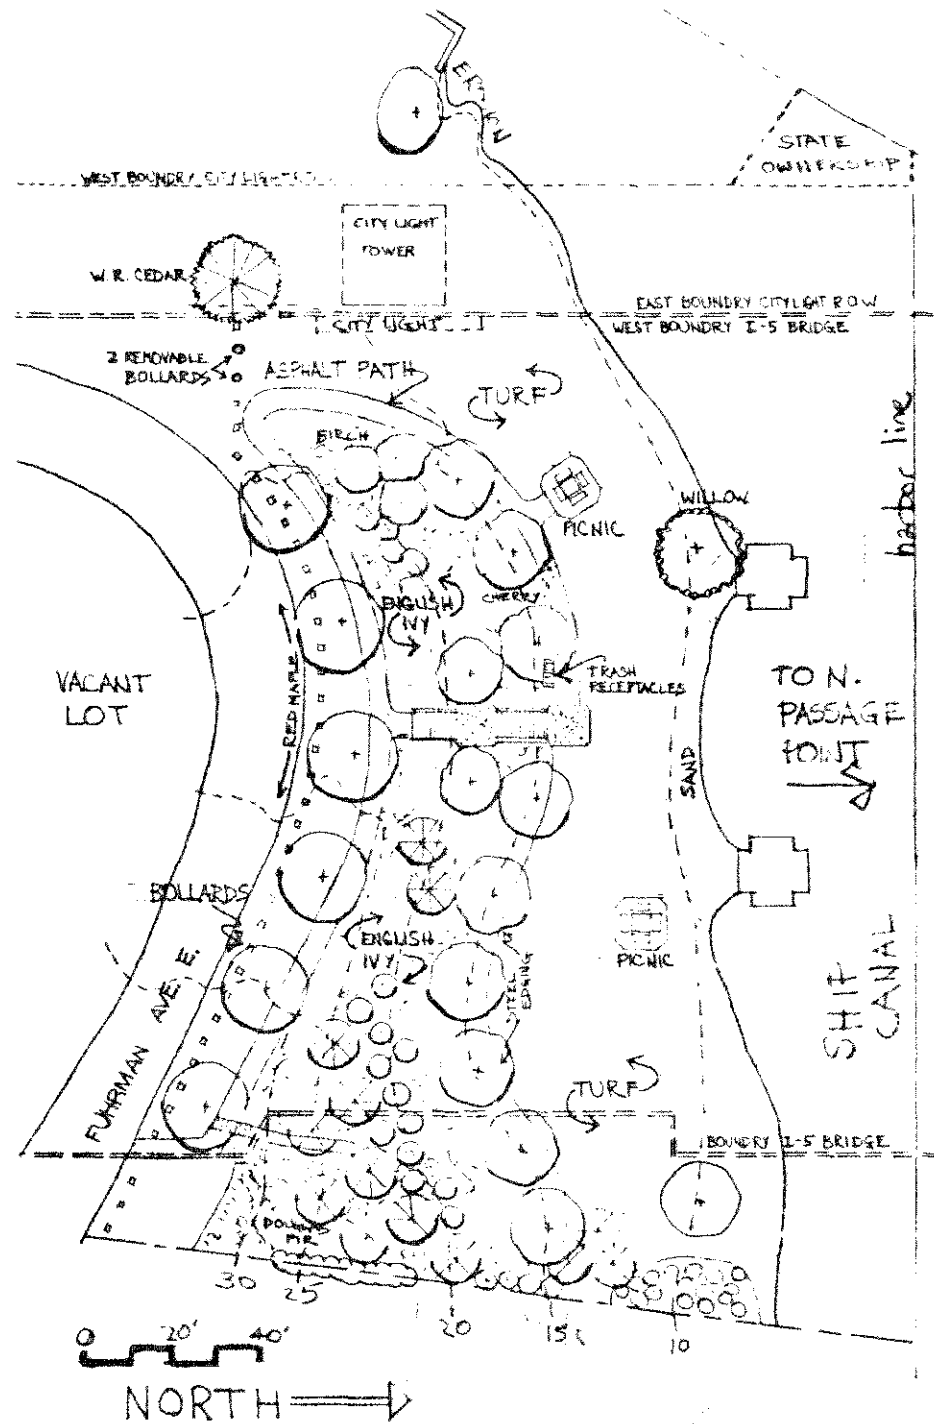 STATE
OWNERSHIP
WEST BOUNDRY CITY LIGHT
CITY LIGHT
TOWER
W. R. CEDAR
EAST BOUNDRY CITY LIGHT R O W
CITY LIGHT
WEST BOUNDRY I-5 BRIDGE
2 REMOVABLE
BOLLARDS
ASPHALT PATH
TURF
harbor line
BIRCH
WILLOW
PICNIC
ENGLISH
IVY
CHERRY
VACANT
LOT
RED MAPLE
TRASH
RECEPTACLES
TO N.
PASSAGE
POINT
SAND
BOLLARDS
ENGLISH
IVY
PICNIC
STEEL
EDGING
SHIP
CANAL
FUHRMAN AVE. E.
TURF
BOUNDRY I-5 BRIDGE
DOUGLAS
FIR
30
25
20
15
10
0 20' 40'
NORTH